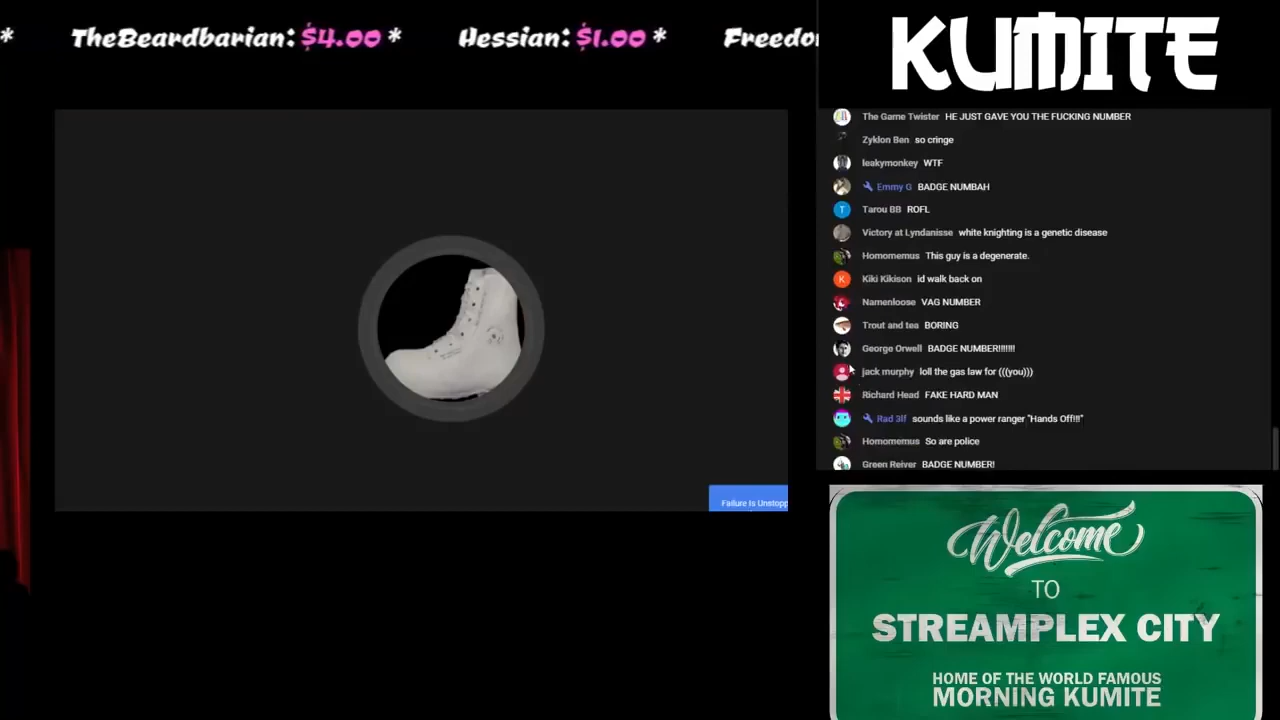 * TheBeardbarian: $4.00 * Hessian: $1.00 * Freedo
KUMITE
The Game Twister HE JUST GAVE YOU THE FUCKING NUMBER
Zyklon Ben so cringe
leakymonkey WTF
Emmy G BADGE NUMBAH
T Tarou BB ROFL
Victory at Lyndanisse white knighting is a genetic disease
Homomemus This guy is a degenerate.
K Kiki Kikison id walk back on
Namenloose VAG NUMBER
Trout and tea BORING
George Orwell BADGE NUMBER!!!!!!!
jack murphy loll the gas law for (((you)))
Richard Head FAKE HARD MAN
Rad 3lf sounds like a power ranger "Hands Off!!!"
Homomemus So are police
Green Reiver BADGE NUMBER!
Failure Is Unstopp
Welcome
TO
STREAMPLEX CITY
HOME OF THE WORLD FAMOUS
MORNING KUMITE